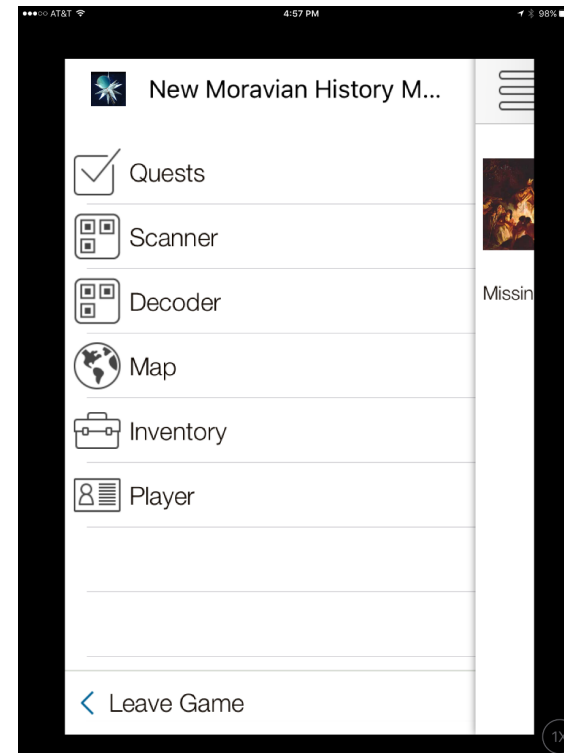 ●●●○○ AT&T 4:57 PM 98%
New Moravian History M...
Quests
Scanner
Decoder
Missin
Map
Inventory
Player
Leave Game
1X